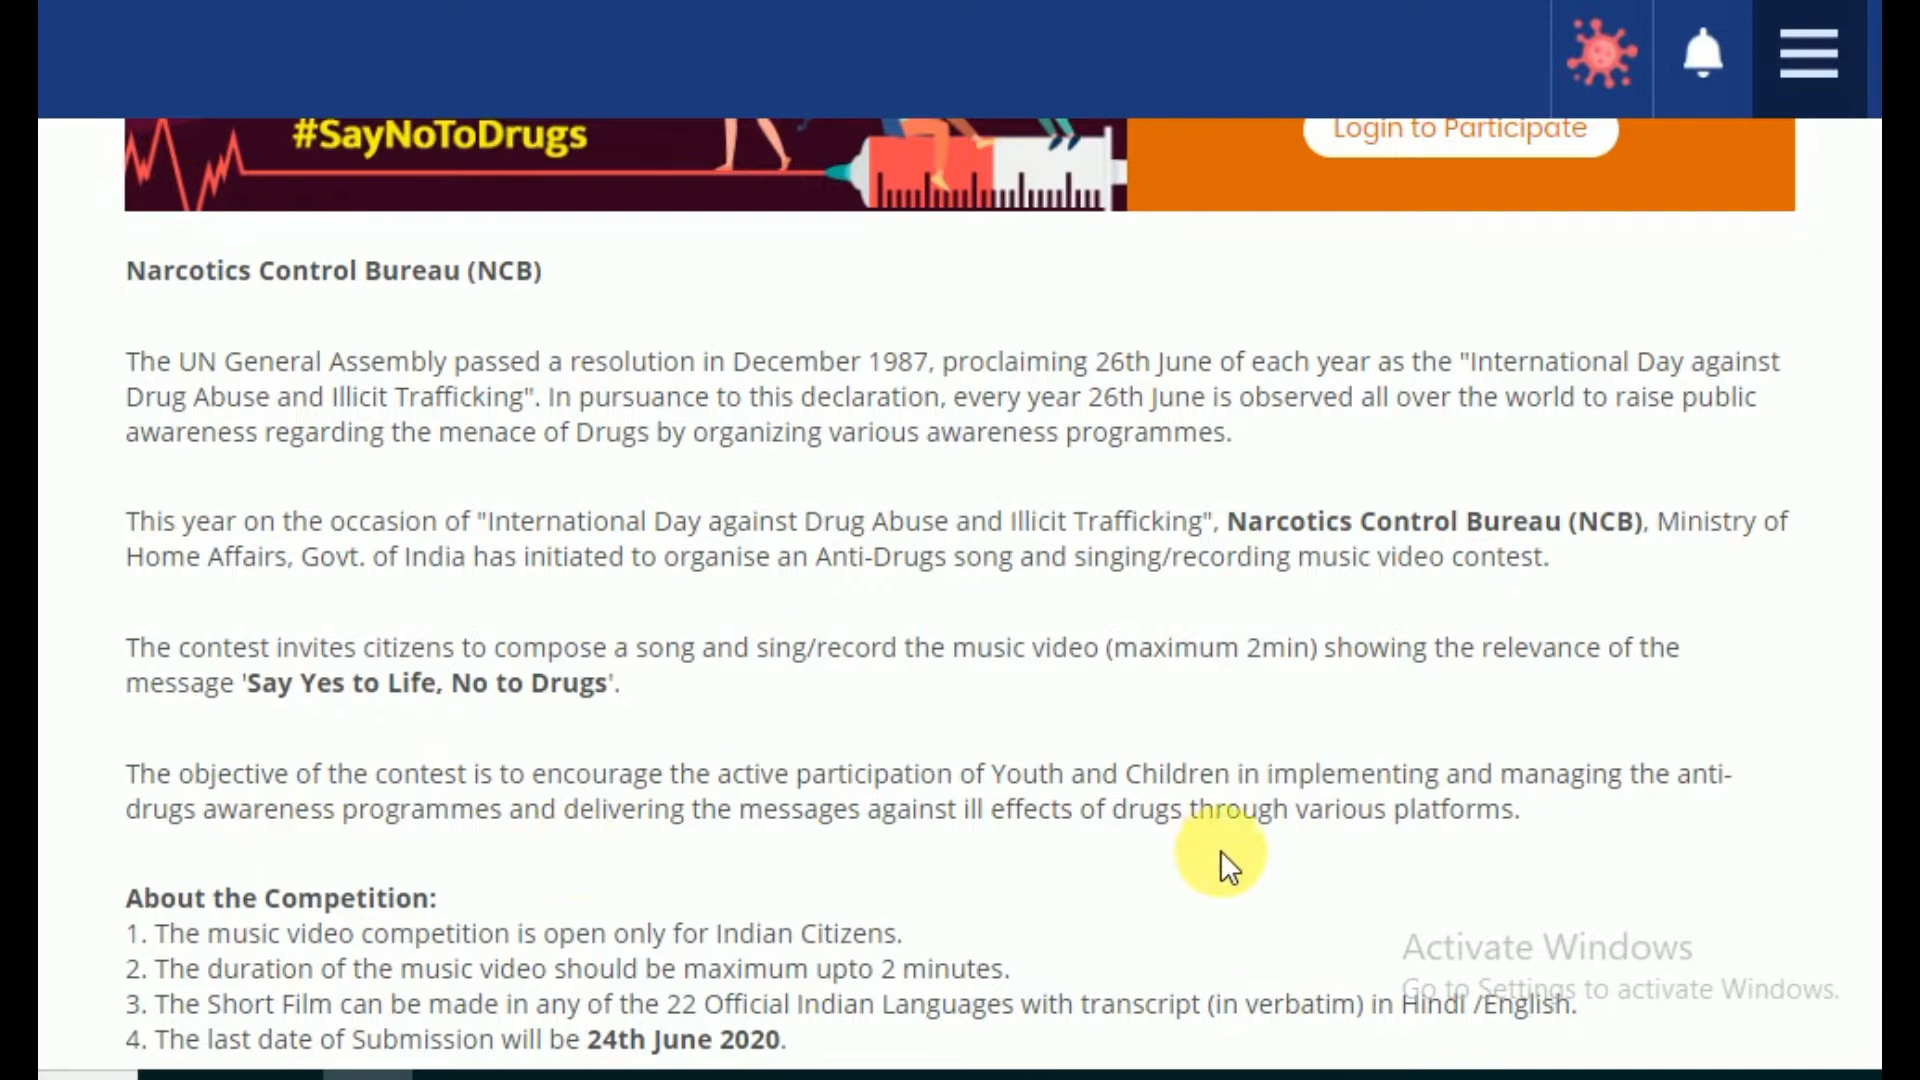 #SayNoToDrugs
Login to Participate
Narcotics Control Bureau (NCB)
The UN General Assembly passed a resolution in December 1987, proclaiming 26th June of each year as the "International Day against
Drug Abuse and Illicit Trafficking". In pursuance to this declaration, every year 26th June is observed all over the world to raise public
awareness regarding the menace of Drugs by organizing various awareness programmes.
This year on the occasion of "International Day against Drug Abuse and Illicit Trafficking", Narcotics Control Bureau (NCB), Ministry of
Home Affairs, Govt. of India has initiated to organise an Anti-Drugs song and singing/recording music video contest.
The contest invites citizens to compose a song and sing/record the music video (maximum 2min) showing the relevance of the
message 'Say Yes to Life, No to Drugs'.
The objective of the contest is to encourage the active participation of Youth and Children in implementing and managing the anti-
drugs awareness programmes and delivering the messages against ill effects of drugs through various platforms.
About the Competition:
1. The music video competition is open only for Indian Citizens.
2. The duration of the music video should be maximum upto 2 minutes.
3. The Short Film can be made in any of the 22 Official Indian Languages with transcript (in verbatim) in Hindi /English.
4. The last date of Submission will be 24th June 2020.
Activate Windows
Go to Settings to activate Windows.